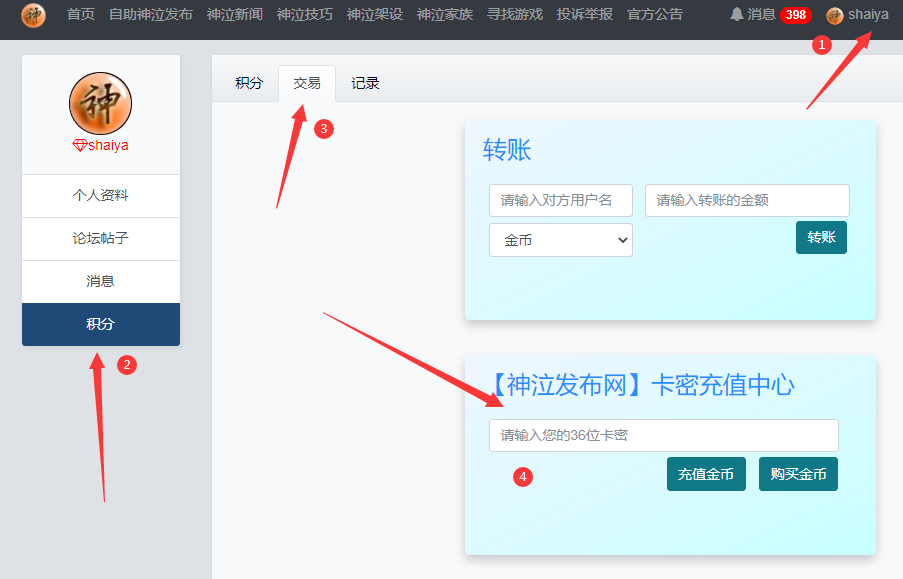 首页 自助神泣发布 神泣新闻 神泣技巧 神泣架设 神泣家族 寻找游戏 投诉举报 官方公告 消息 398 神 shaiya
1
神
shaiya
个人资料
论坛帖子
消息
积分
2
积分 交易 记录
3
转账
请输入对方用户名 请输入转账的金额
金币 转账
【神泣发布网】卡密充值中心
请输入您的36位卡密
4 充值金币 购买金币